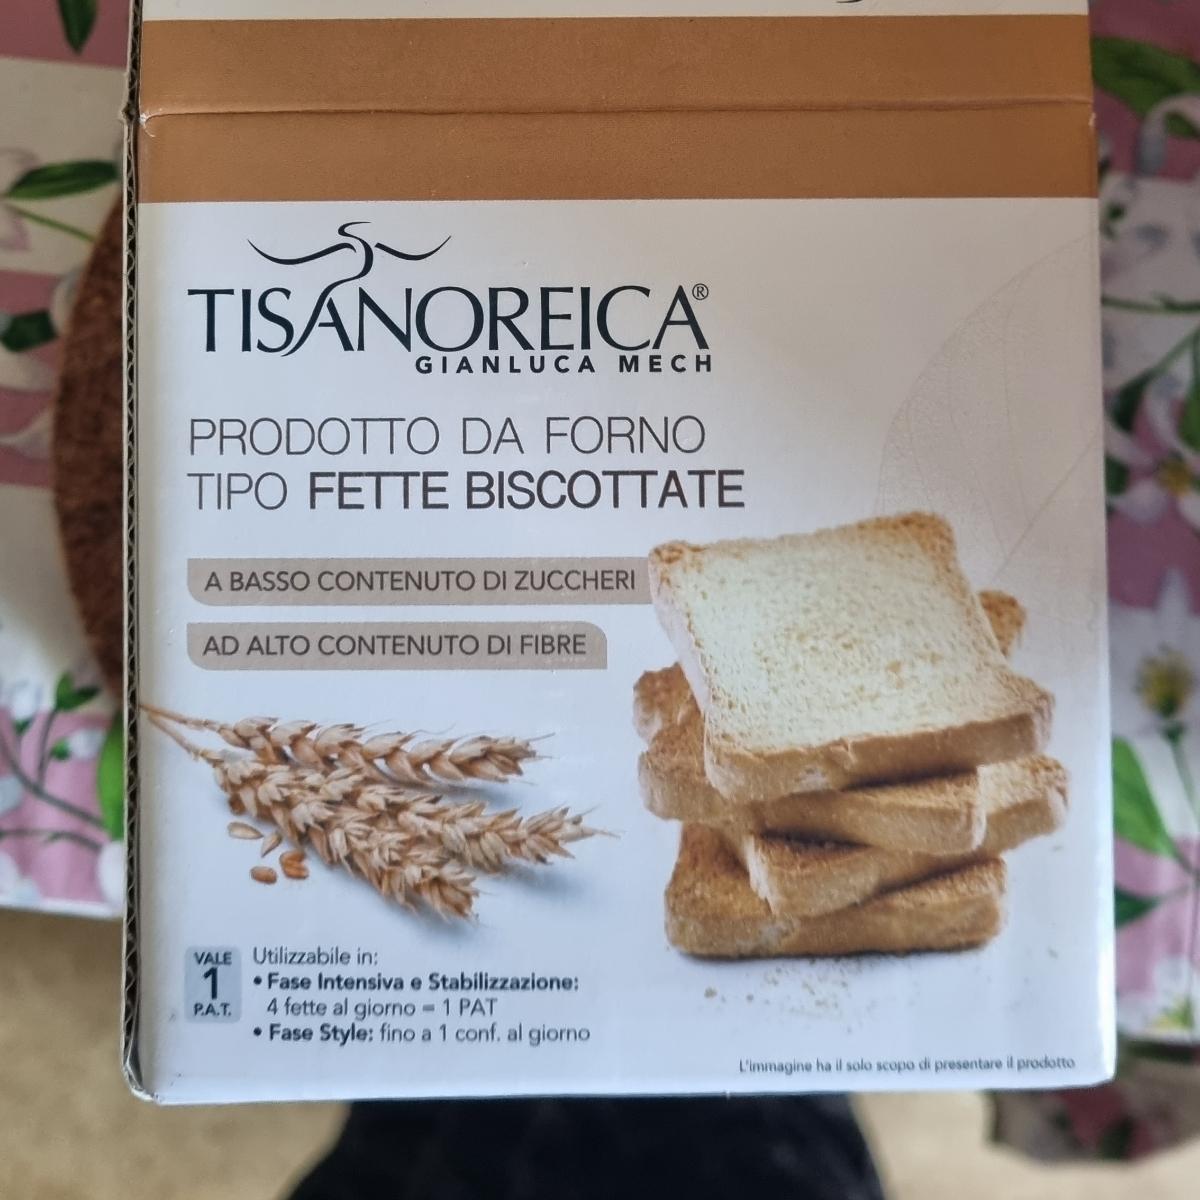 TISANOREICA®
GIANLUCA MECH
PRODOTTO DA FORNO
TIPO FETTE BISCOTTATE
A BASSO CONTENUTO DI ZUCCHERI
AD ALTO CONTENUTO DI FIBRE
VALE
1
P.A.T.
Utilizzabile in:
• Fase Intensiva e Stabilizzazione:
4 fette al giorno = 1 PAT
• Fase Style: fino a 1 conf. al giorno
L'immagine ha il solo scopo di presentare il prodotto